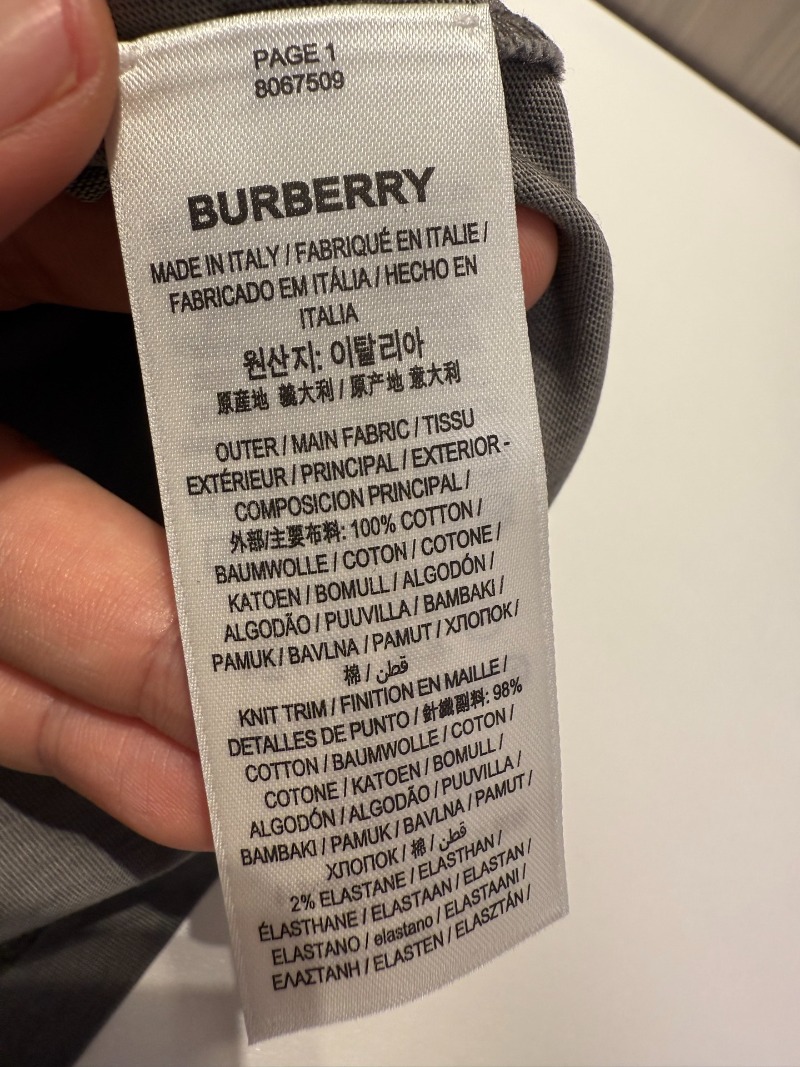 PAGE 1
8067509
BURBERRY
MADE IN ITALY / FABRIQUÉ EN ITALIE /
FABRICADO EM ITÁLIA / HECHO EN
ITALIA
원산지: 이탈리아
原産地 義大利 / 原产地 意大利
OUTER / MAIN FABRIC / TISSU
EXTÉRIEUR / PRINCIPAL / EXTERIOR -
COMPOSICION PRINCIPAL /
外部/主要布料: 100% COTTON /
BAUMWOLLE / COTON / COTONE /
KATOEN / BOMULL / ALGODÓN /
ALGODÃO / PUUVILLA / BAMBAKI /
PAMUK / BAVLNA / PAMUT / ХЛОПОК /
棉 / قطن
KNIT TRIM / FINITION EN MAILLE /
DETALLES DE PUNTO / 針織副料: 98%
COTTON / BAUMWOLLE / COTON /
COTONE / KATOEN / BOMULL /
ALGODÓN / ALGODÃO / PUUVILLA /
BAMBAKI / PAMUK / BAVLNA / PAMUT /
ХЛОПОК / 棉 / قطن
2% ELASTANE / ELASTHAN /
ÉLASTHANE / ELASTAAN / ELASTAN /
ELASTANO / elastano / ELASTAANI /
ΕΛΑΣΤΑΝΗ / ELASTEN / ELASZTÁN /